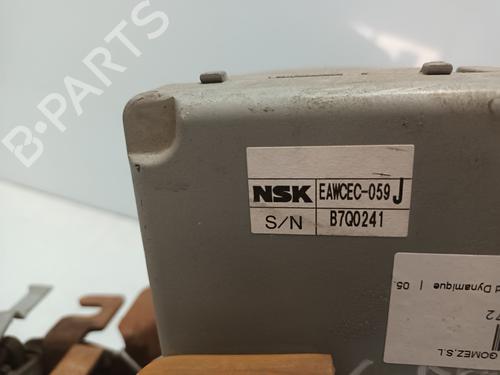 B-PARTS
NSK EAWCEC-059 J
S/N B7Q0241
d Dynamique | 05.
72
GOMEZ,S.L